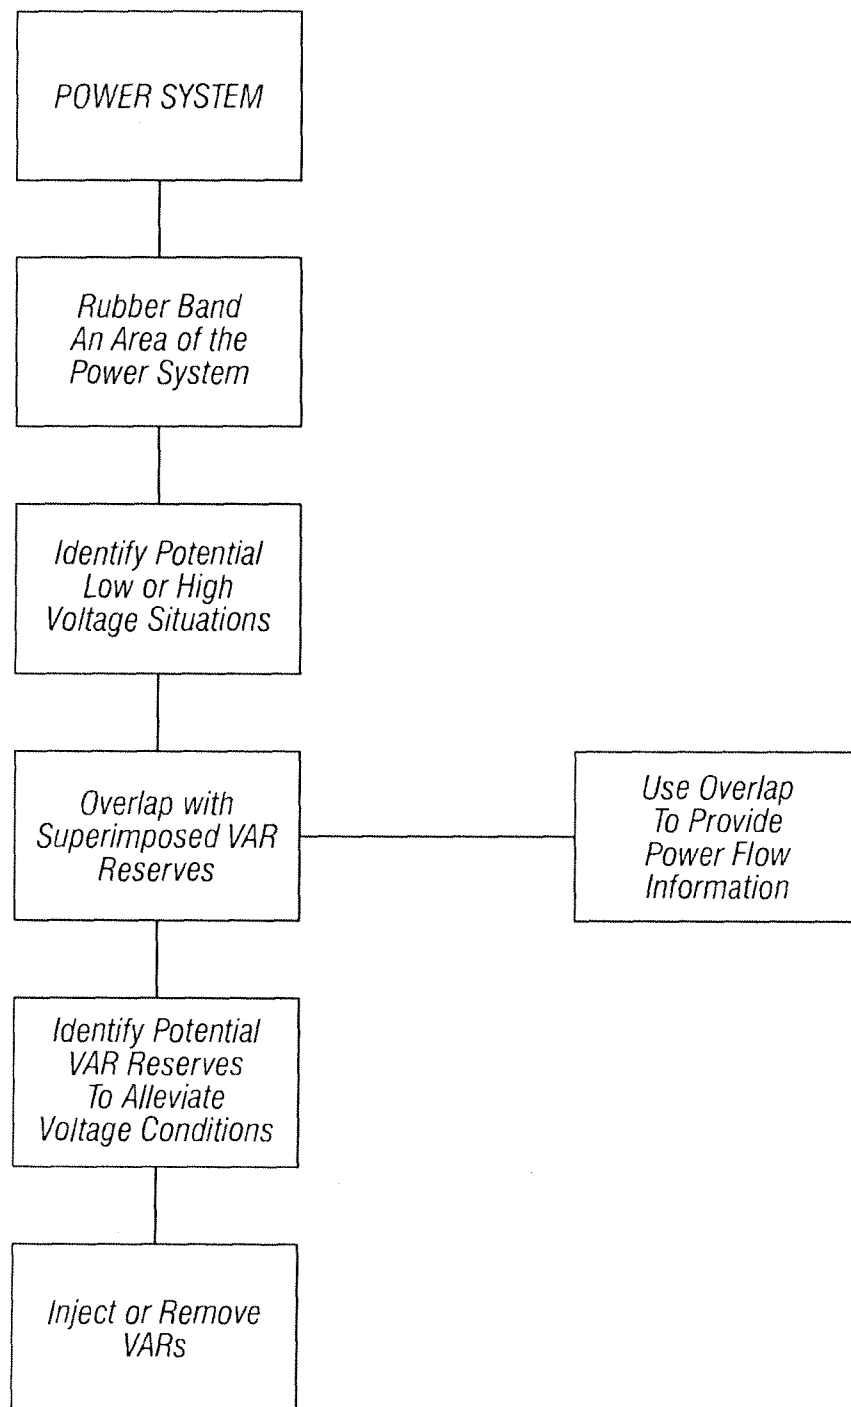 POWER SYSTEM
Rubber Band
An Area of the
Power System
Identify Potential
Low or High
Voltage Situations
Overlap with
Superimposed VAR
Reserves
Use Overlap
To Provide
Power Flow
Information
Identify Potential
VAR Reserves
To Alleviate
Voltage Conditions
Inject or Remove
VARs